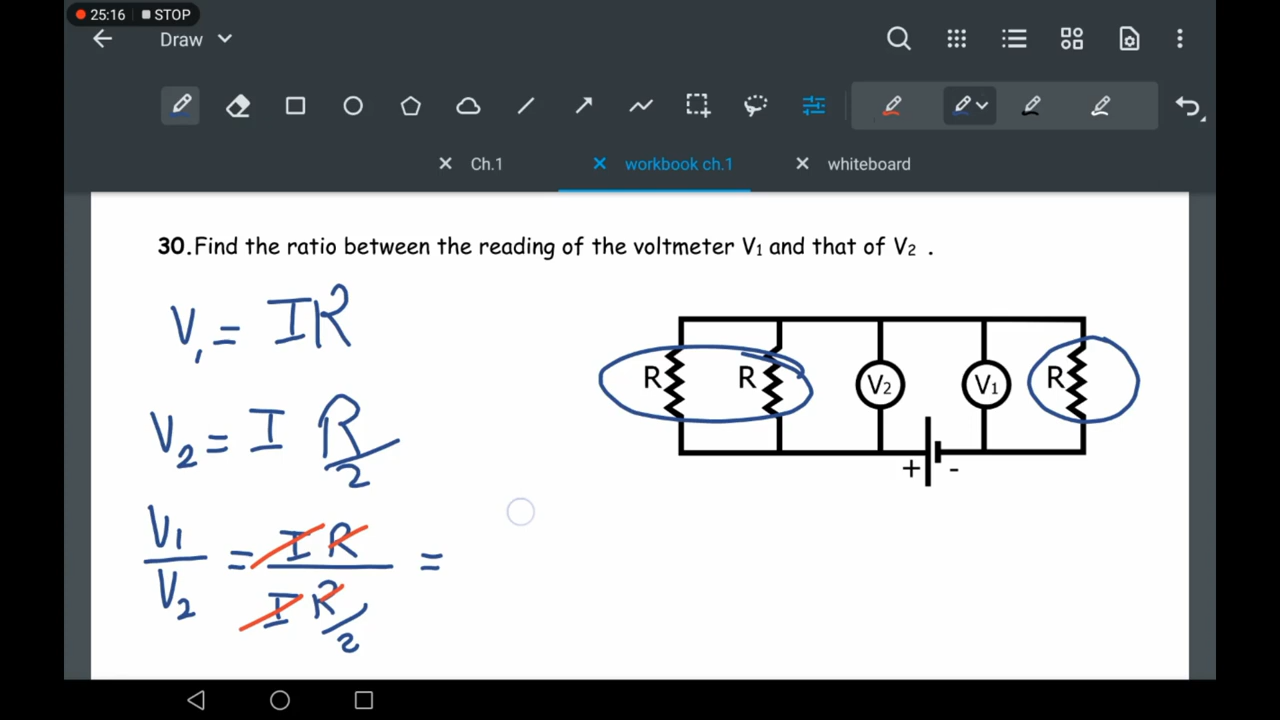 25:16 STOP
Draw
Ch.1 workbook ch.1 whiteboard
30.Find the ratio between the reading of the voltmeter V₁ and that of V₂ .
V₁ = IR
V₂ = I R/2
V₁/V₂ = IR/(I R/2) =
R R V₂ V₁ R
+ -